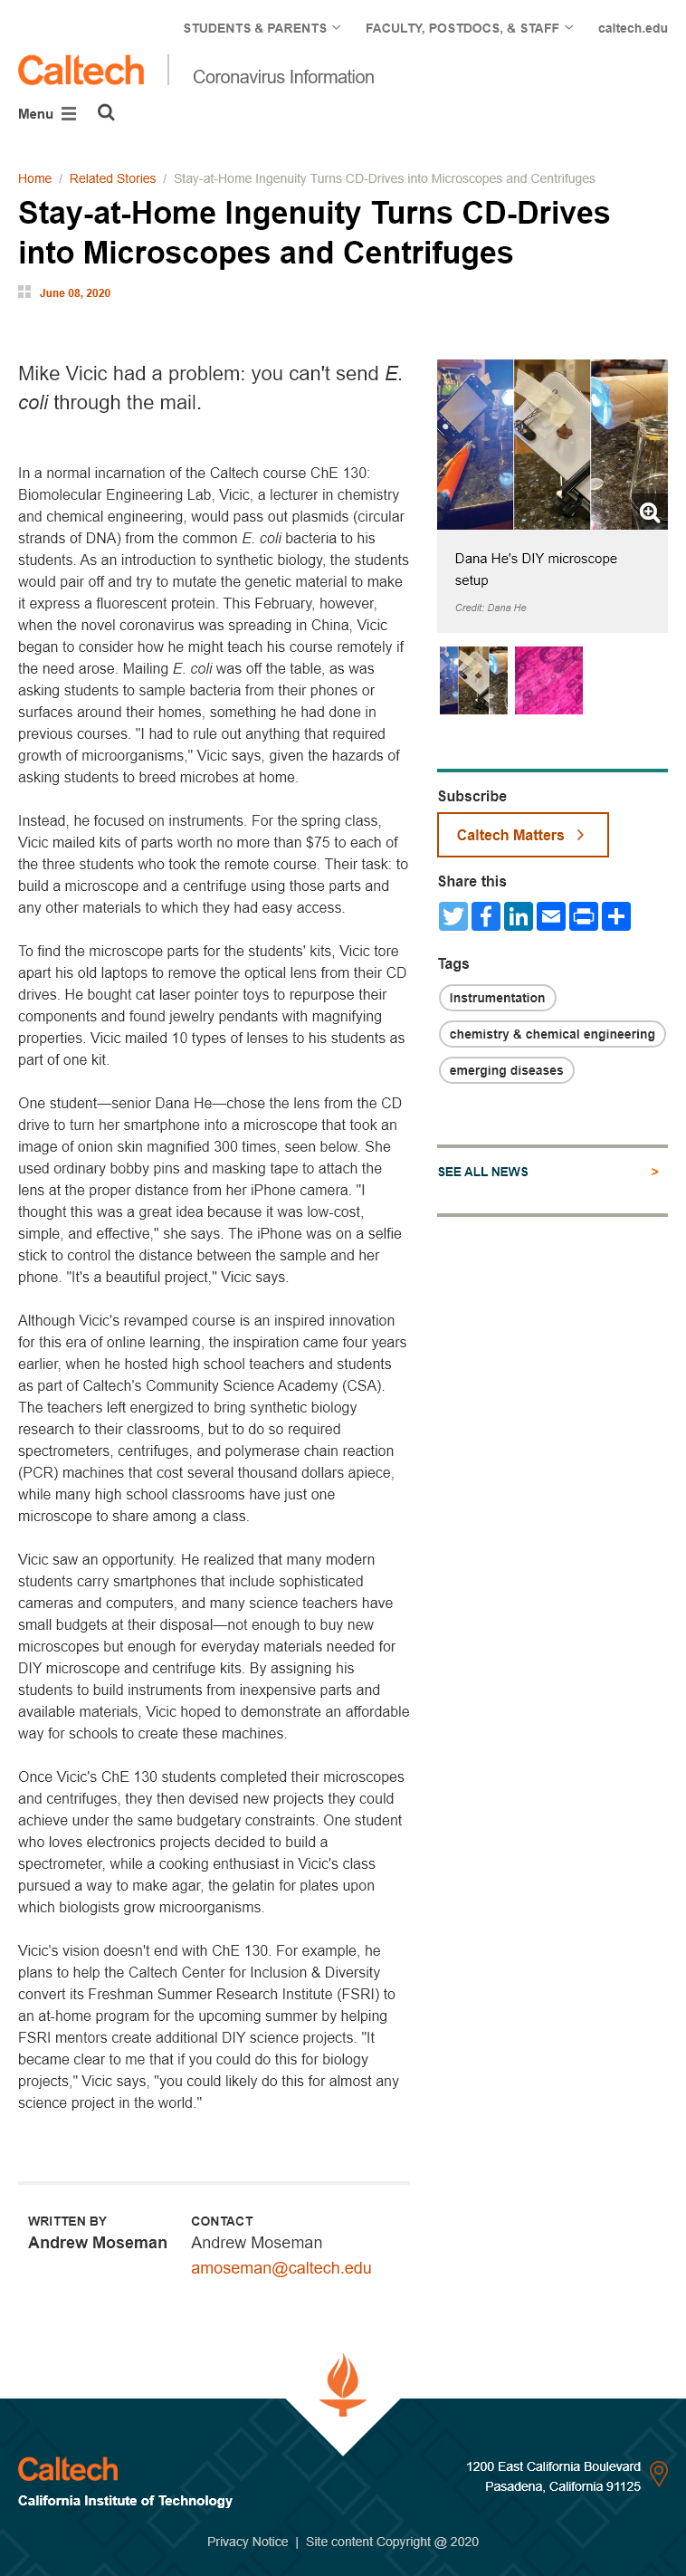 STUDENTS & PARENTS
FACULTY, POSTDOCS, & STAFF
caltech.edu
Caltech
Coronavirus Information
Menu
Home / Related Stories / Stay-at-Home Ingenuity Turns CD-Drives into Microscopes and Centrifuges
Stay-at-Home Ingenuity Turns CD-Drives
into Microscopes and Centrifuges
June 08, 2020
Mike Vicic had a problem: you can't send E.
coli through the mail.
In a normal incarnation of the Caltech course ChE 130:
Biomolecular Engineering Lab, Vicic, a lecturer in chemistry
and chemical engineering, would pass out plasmids (circular
strands of DNA) from the common E. coli bacteria to his
students. As an introduction to synthetic biology, the students
would pair off and try to mutate the genetic material to make
it express a fluorescent protein. This February, however,
when the novel coronavirus was spreading in China, Vicic
began to consider how he might teach his course remotely if
the need arose. Mailing E. coli was off the table, as was
asking students to sample bacteria from their phones or
surfaces around their homes, something he had done in
previous courses. "I had to rule out anything that required
growth of microorganisms," Vicic says, given the hazards of
asking students to breed microbes at home.
Instead, he focused on instruments. For the spring class,
Vicic mailed kits of parts worth no more than $75 to each of
the three students who took the remote course. Their task: to
build a microscope and a centrifuge using those parts and
any other materials to which they had easy access.
To find the microscope parts for the students' kits, Vicic tore
apart his old laptops to remove the optical lens from their CD
drives. He bought cat laser pointer toys to repurpose their
components and found jewelry pendants with magnifying
properties. Vicic mailed 10 types of lenses to his students as
part of one kit.
One student—senior Dana He—chose the lens from the CD
drive to turn her smartphone into a microscope that took an
image of onion skin magnified 300 times, seen below. She
used ordinary bobby pins and masking tape to attach the
lens at the proper distance from her iPhone camera. "I
thought this was a great idea because it was low-cost,
simple, and effective," she says. The iPhone was on a selfie
stick to control the distance between the sample and her
phone. "It's a beautiful project," Vicic says.
Although Vicic's revamped course is an inspired innovation
for this era of online learning, the inspiration came four years
earlier, when he hosted high school teachers and students
as part of Caltech's Community Science Academy (CSA).
The teachers left energized to bring synthetic biology
research to their classrooms, but to do so required
spectrometers, centrifuges, and polymerase chain reaction
(PCR) machines that cost several thousand dollars apiece,
while many high school classrooms have just one
microscope to share among a class.
Vicic saw an opportunity. He realized that many modern
students carry smartphones that include sophisticated
cameras and computers, and many science teachers have
small budgets at their disposal—not enough to buy new
microscopes but enough for everyday materials needed for
DIY microscope and centrifuge kits. By assigning his
students to build instruments from inexpensive parts and
available materials, Vicic hoped to demonstrate an affordable
way for schools to create these machines.
Once Vicic's ChE 130 students completed their microscopes
and centrifuges, they then devised new projects they could
achieve under the same budgetary constraints. One student
who loves electronics projects decided to build a
spectrometer, while a cooking enthusiast in Vicic's class
pursued a way to make agar, the gelatin for plates upon
which biologists grow microorganisms.
Vicic's vision doesn't end with ChE 130. For example, he
plans to help the Caltech Center for Inclusion & Diversity
convert its Freshman Summer Research Institute (FSRI) to
an at-home program for the upcoming summer by helping
FSRI mentors create additional DIY science projects. "It
became clear to me that if you could do this for biology
projects," Vicic says, "you could likely do this for almost any
science project in the world."
Dana He's DIY microscope
setup
Credit: Dana He
Subscribe
Caltech Matters
Share this
Tags
Instrumentation
chemistry & chemical engineering
emerging diseases
SEE ALL NEWS >
WRITTEN BY
Andrew Moseman
CONTACT
Andrew Moseman
amoseman@caltech.edu
Caltech
California Institute of Technology
1200 East California Boulevard
Pasadena, California 91125
Privacy Notice | Site content Copyright @ 2020